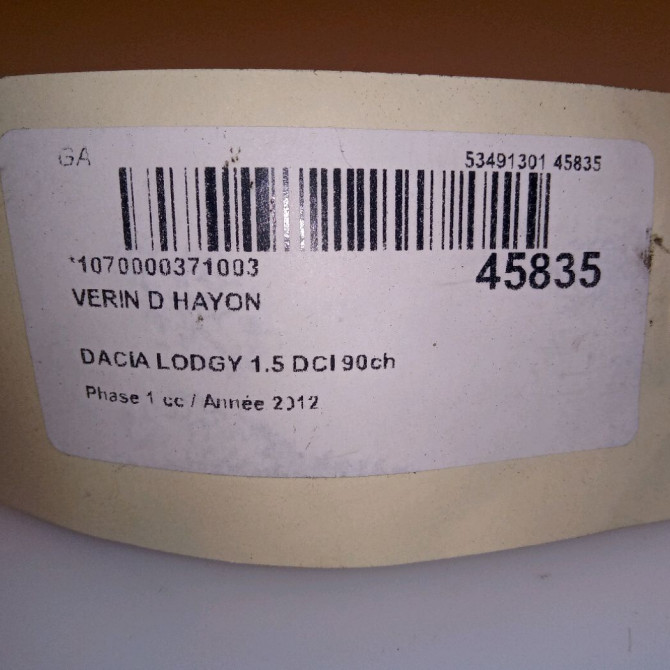 GA
53491301 45835
*1070000371003
45835
VERIN D HAYON
DACIA LODGY 1.5 DCI 90ch
Phase 1 cc / Année 2012